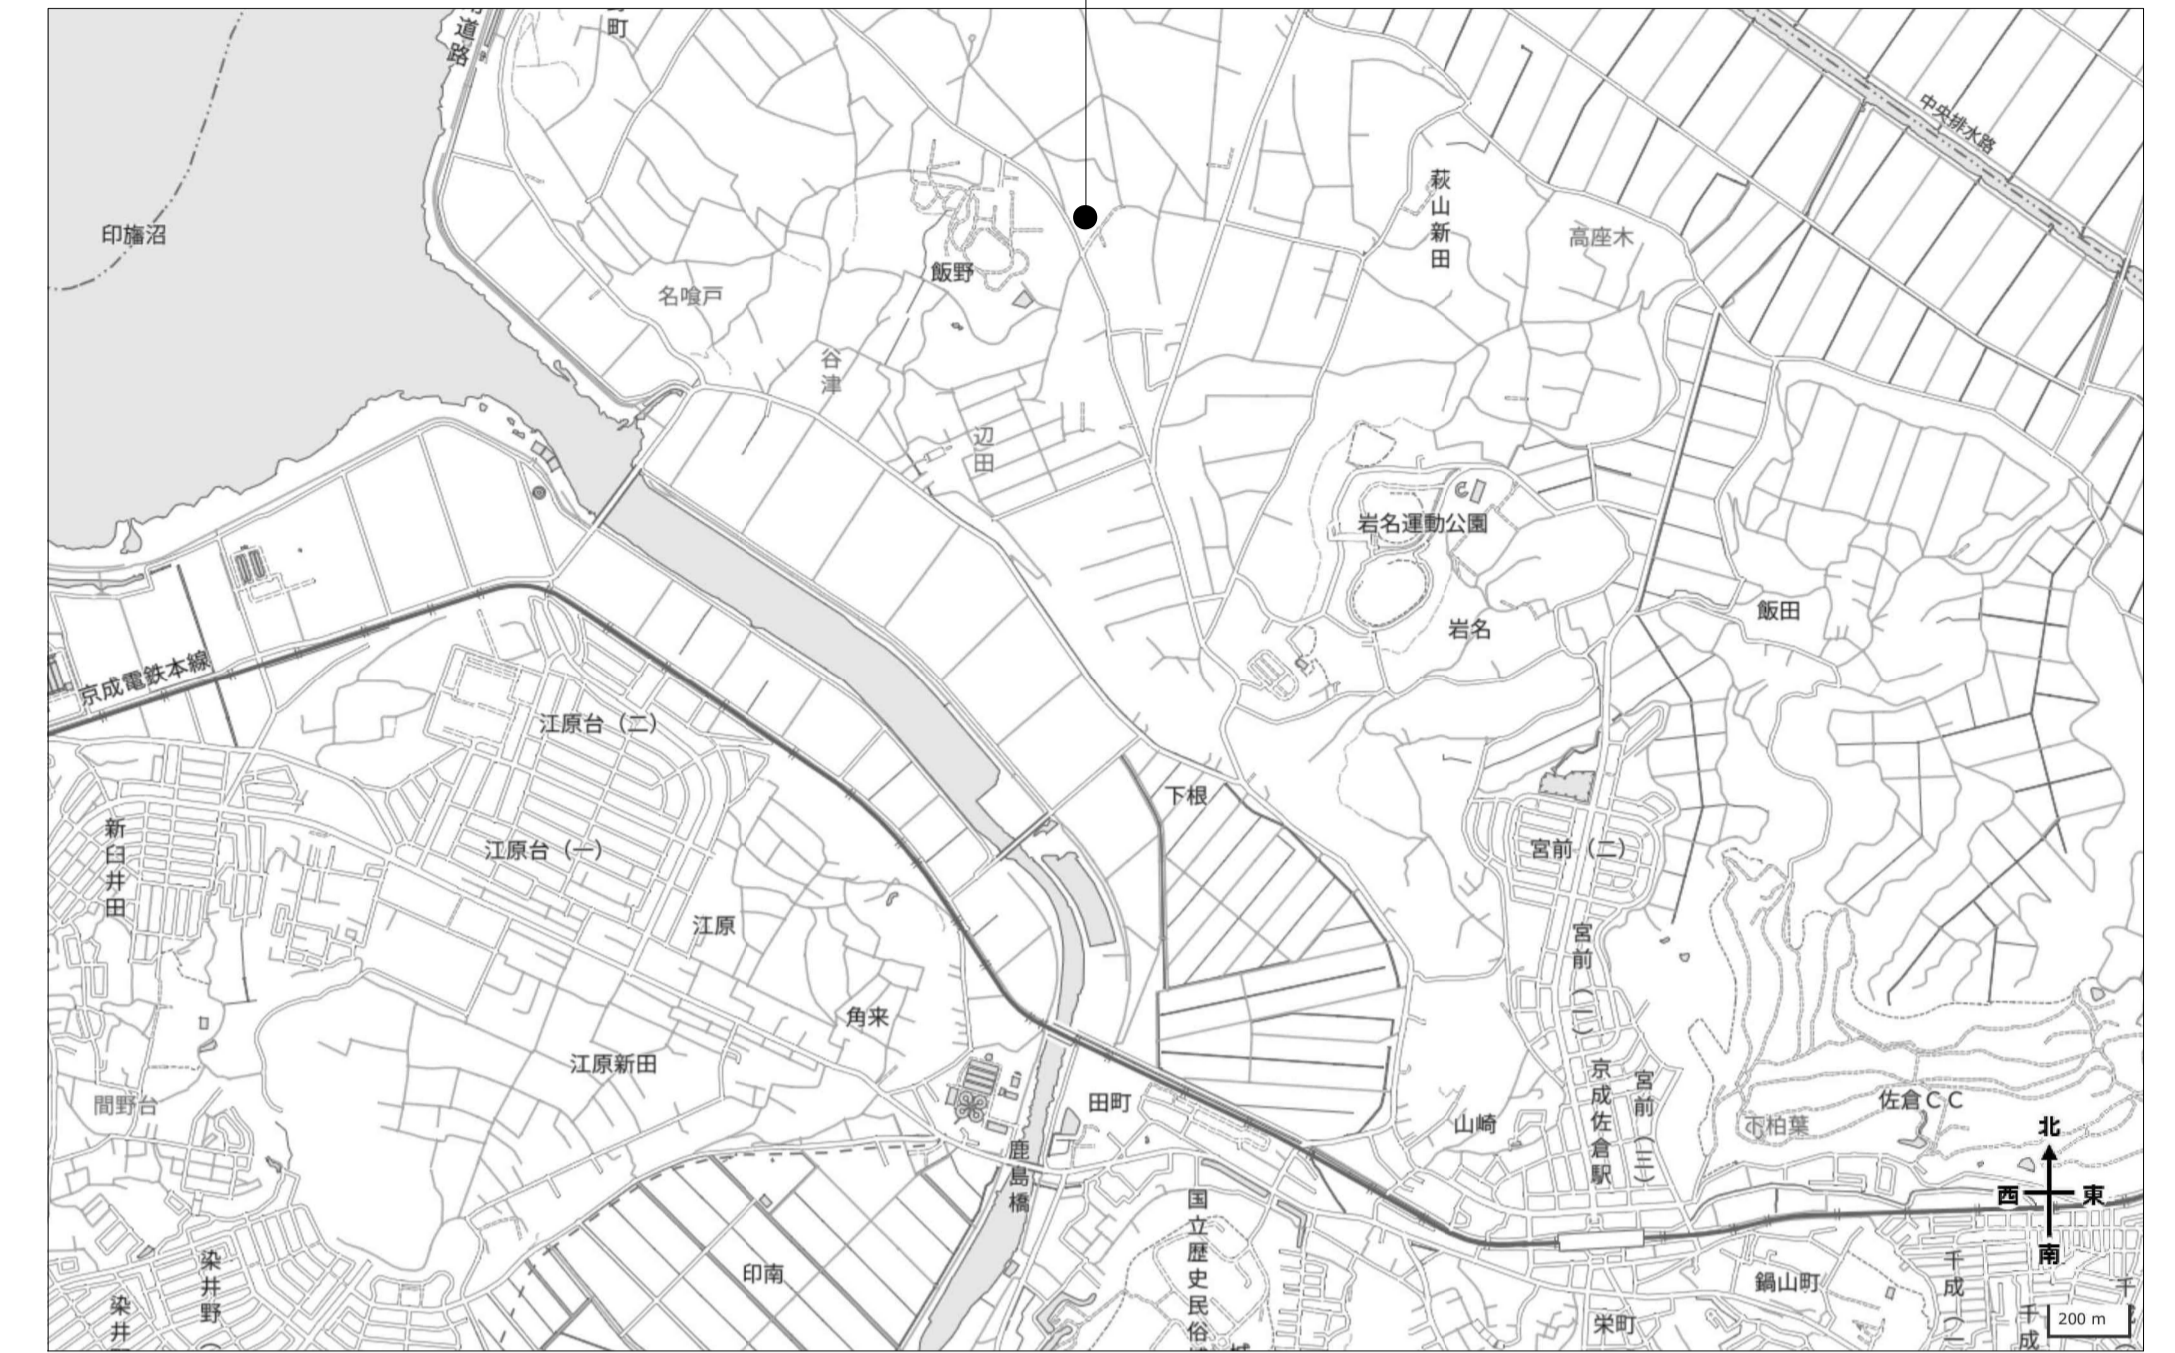 道路
町
中央排水路
印旛沼
萩山新田
高座木
飯野
名喰戸
谷津
辺田
岩名運動公園
岩名
飯田
京成電鉄本線
江原台（二）
下根
新臼井田
江原台（一）
宮前（二）
江原
宮前（一）
角来
江原新田
京成佐倉駅
宮前（三）
間野台
田町
山崎
佐倉ＣＣ
下柏葉
鹿島橋
国立歴史民俗
北
西
東
南
印南
染井野
染井
鍋山町
千成（一
千成
千
栄町
城
200 m